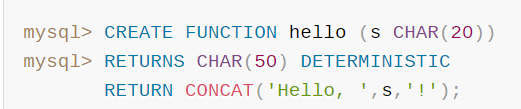 mysql> CREATE FUNCTION hello (s CHAR(20))
mysql> RETURNS CHAR(50) DETERMINISTIC
RETURN CONCAT('Hello, ',s,'!');